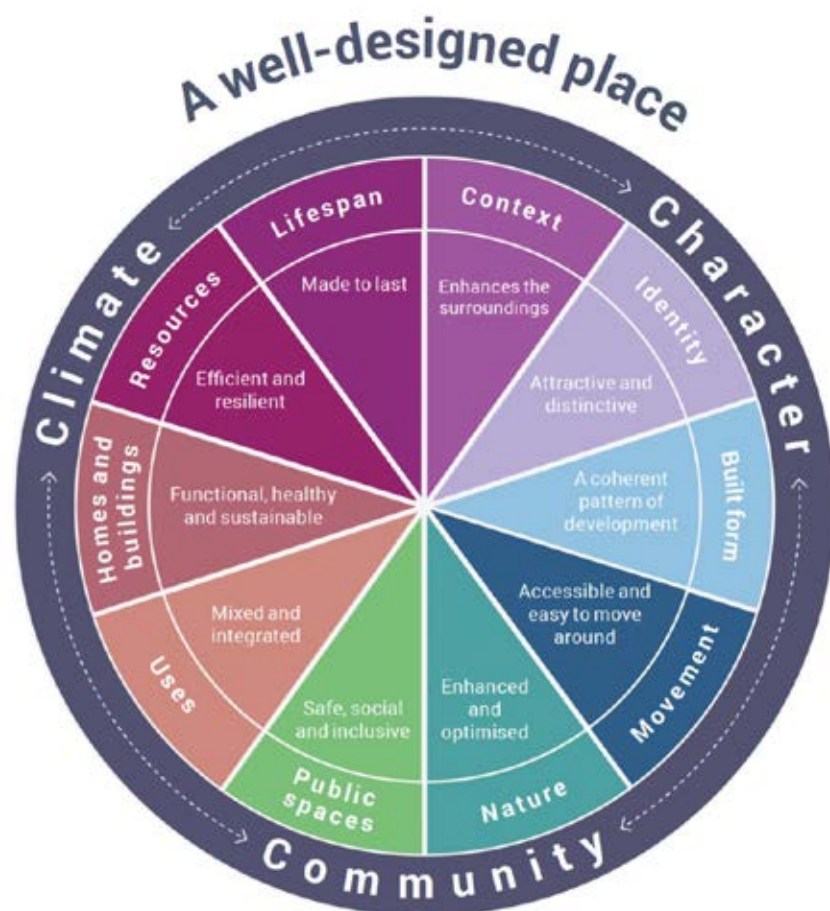 A well-designed place
Climate
Character
Community
Context
Enhances the
surroundings
Identity
Attractive and
distinctive
Built form
A coherent
pattern of
development
Movement
Accessible and
easy to move
around
Nature
Enhanced
and
optimised
Public
spaces
Safe, social
and inclusive
Uses
Mixed and
integrated
Homes and
buildings
Functional, healthy
and sustainable
Resources
Efficient and
resilient
Lifespan
Made to last